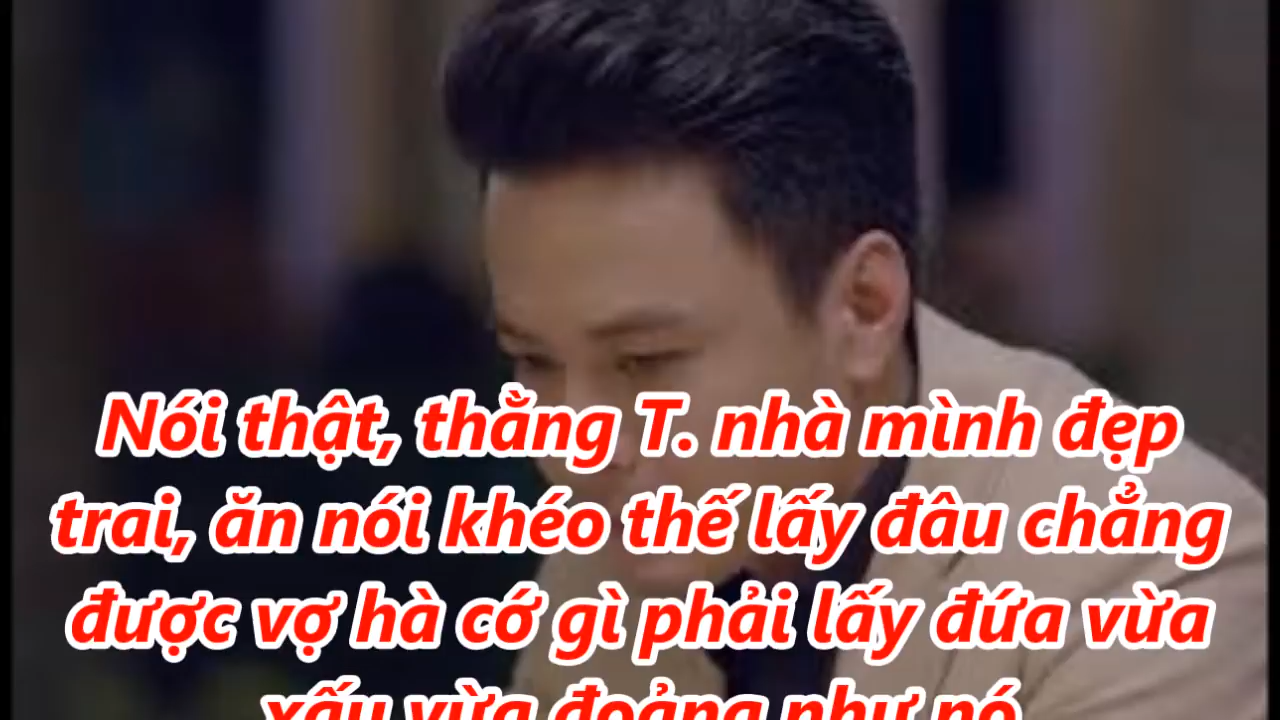 Nói thật, thằng T. nhà mình đẹp
trai, ăn nói khéo thế lấy đâu chẳng
được vợ hà cớ gì phải lấy đứa vừa
xấu vừa đoảng như nó